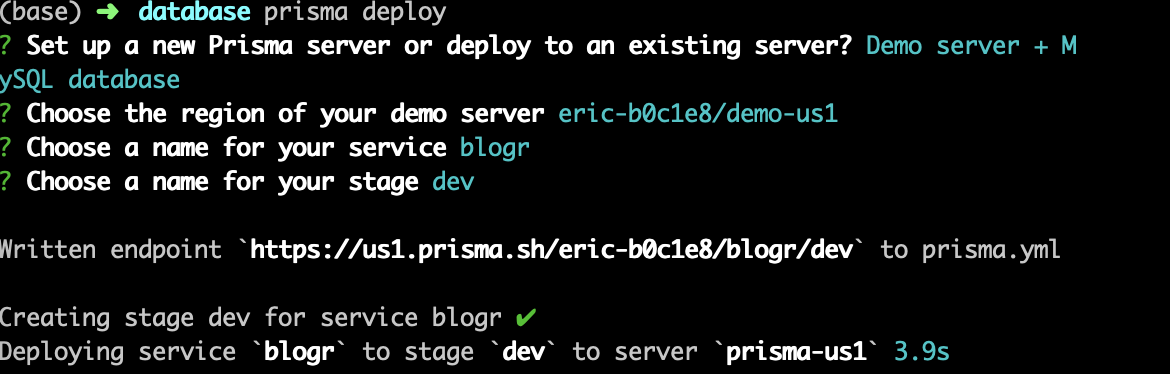 (base) ➜ database prisma deploy
? Set up a new Prisma server or deploy to an existing server? Demo server + M
ySQL database
? Choose the region of your demo server eric-b0c1e8/demo-us1
? Choose a name for your service blogr
? Choose a name for your stage dev
Written endpoint `https://us1.prisma.sh/eric-b0c1e8/blogr/dev` to prisma.yml
Creating stage dev for service blogr ✔
Deploying service `blogr` to stage `dev` to server `prisma-us1` 3.9s